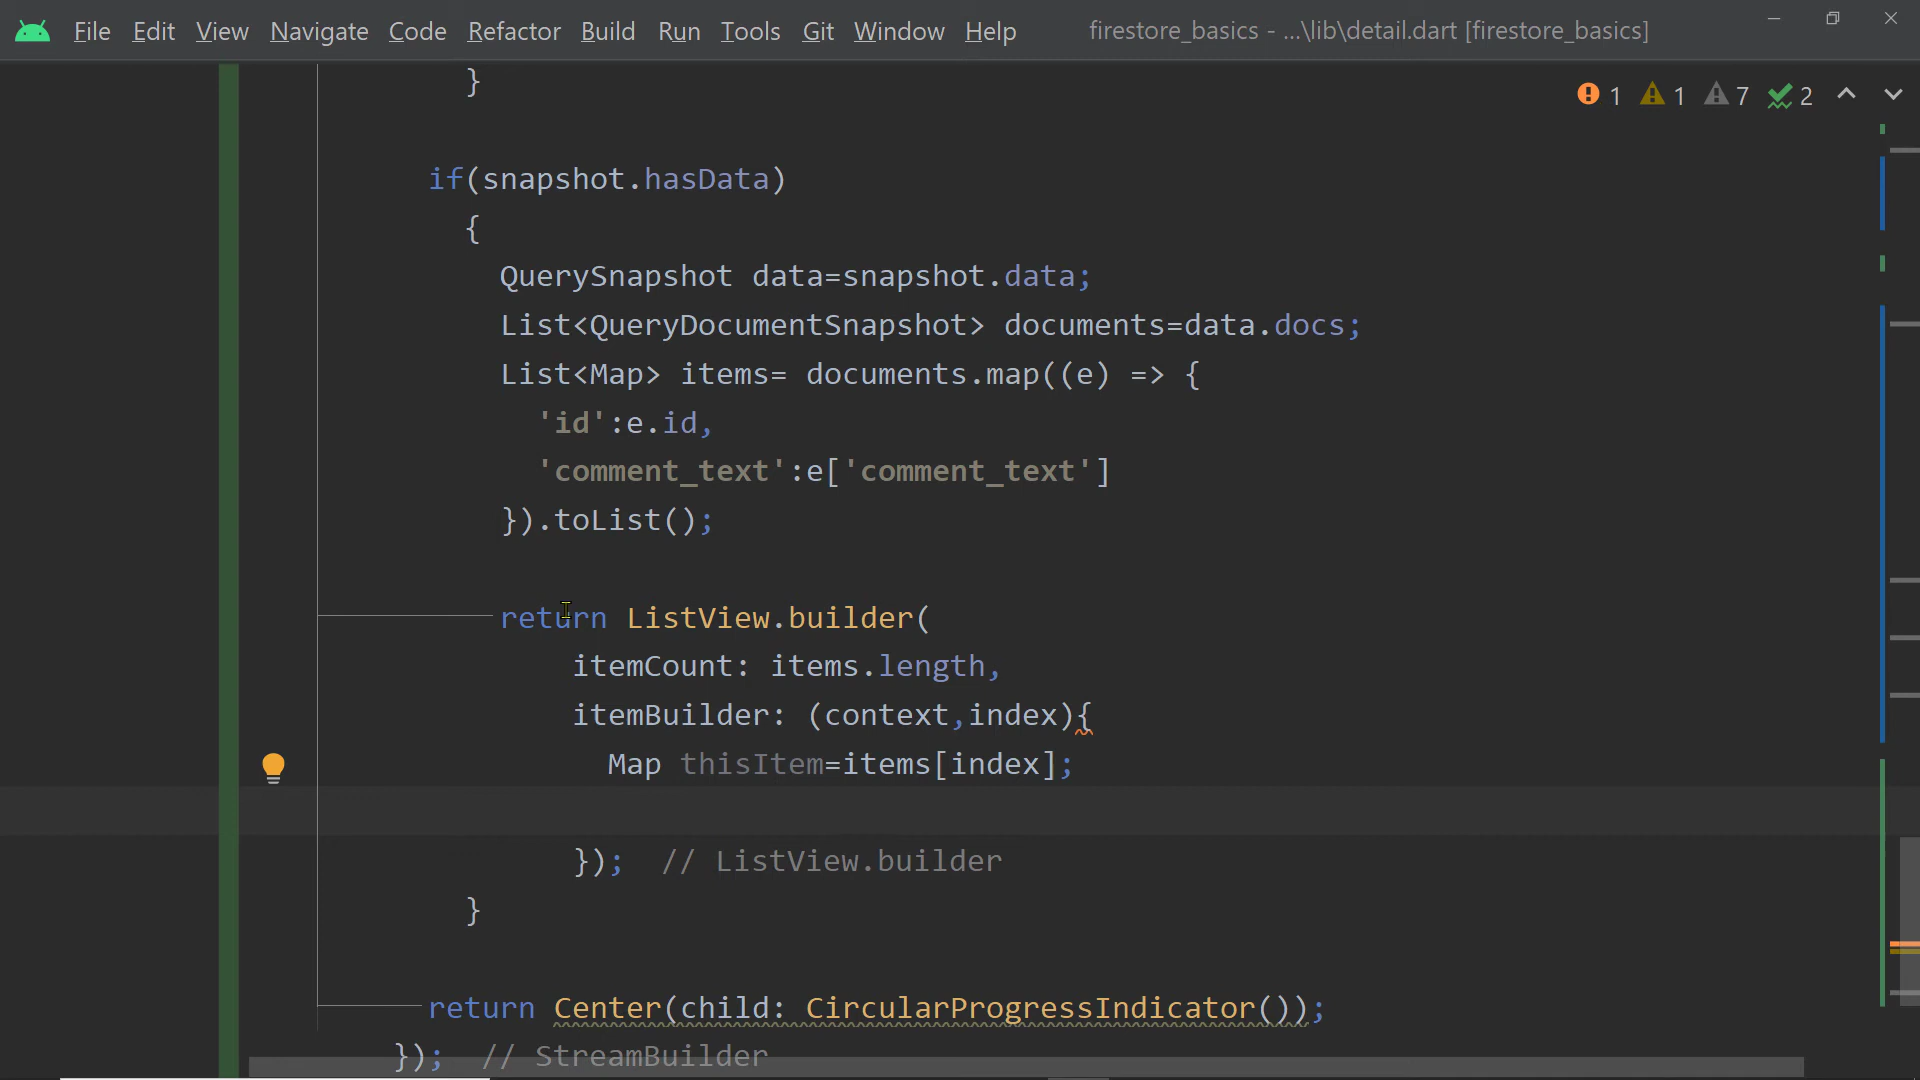 File Edit View Navigate Code Refactor Build Run Tools Git Window Help firestore_basics - ...\lib\detail.dart [firestore_basics]
1 1 7 2
}
if(snapshot.hasData)
{
QuerySnapshot data=snapshot.data;
List<QueryDocumentSnapshot> documents=data.docs;
List<Map> items= documents.map((e) => {
'id':e.id,
'comment_text':e['comment_text']
}).toList();
return ListView.builder(
itemCount: items.length,
itemBuilder: (context,index){
Map thisItem=items[index];
}); // ListView.builder
}
return Center(child: CircularProgressIndicator());
}); // StreamBuilder